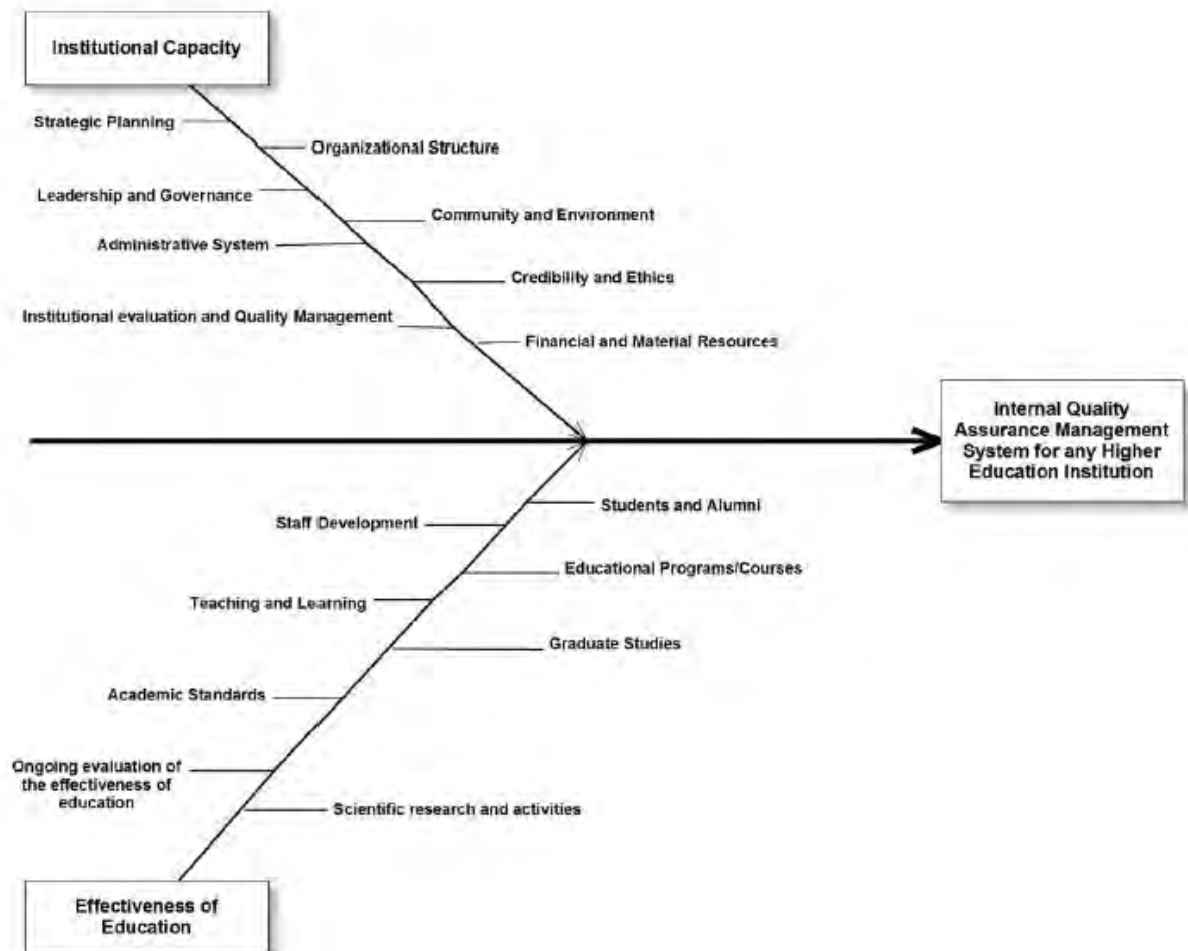 Institutional Capacity
Strategic Planning
Organizational Structure
Leadership and Governance
Community and Environment
Administrative System
Credibility and Ethics
Institutional evaluation and Quality Management
Financial and Material Resources
Internal Quality
Assurance Management
System for any Higher
Education Institution
Students and Alumni
Staff Development
Educational Programs/Courses
Teaching and Learning
Graduate Studies
Academic Standards
Ongoing evaluation of
the effectiveness of
education
Scientific research and activities
Effectiveness of
Education